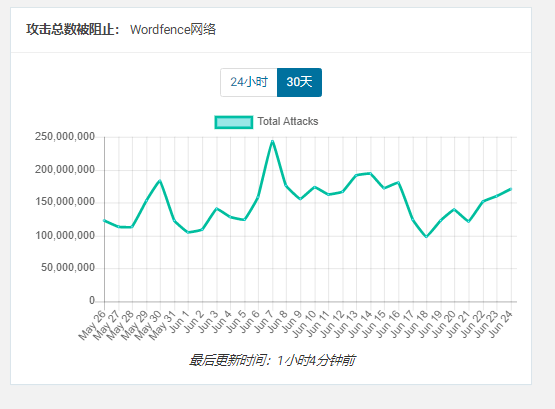 攻击总数被阻止： Wordfence网络
24小时 30天
Total Attacks
250,000,000
200,000,000
150,000,000
100,000,000
50,000,000
0
May 26 May 27 May 28 May 29 May 30 May 31 Jun 1 Jun 2 Jun 3 Jun 4 Jun 5 Jun 6 Jun 7 Jun 8 Jun 9 Jun 10 Jun 11 Jun 12 Jun 13 Jun 14 Jun 15 Jun 16 Jun 17 Jun 18 Jun 19 Jun 20 Jun 21 Jun 22 Jun 23 Jun 24
最后更新时间：1小时4分钟前